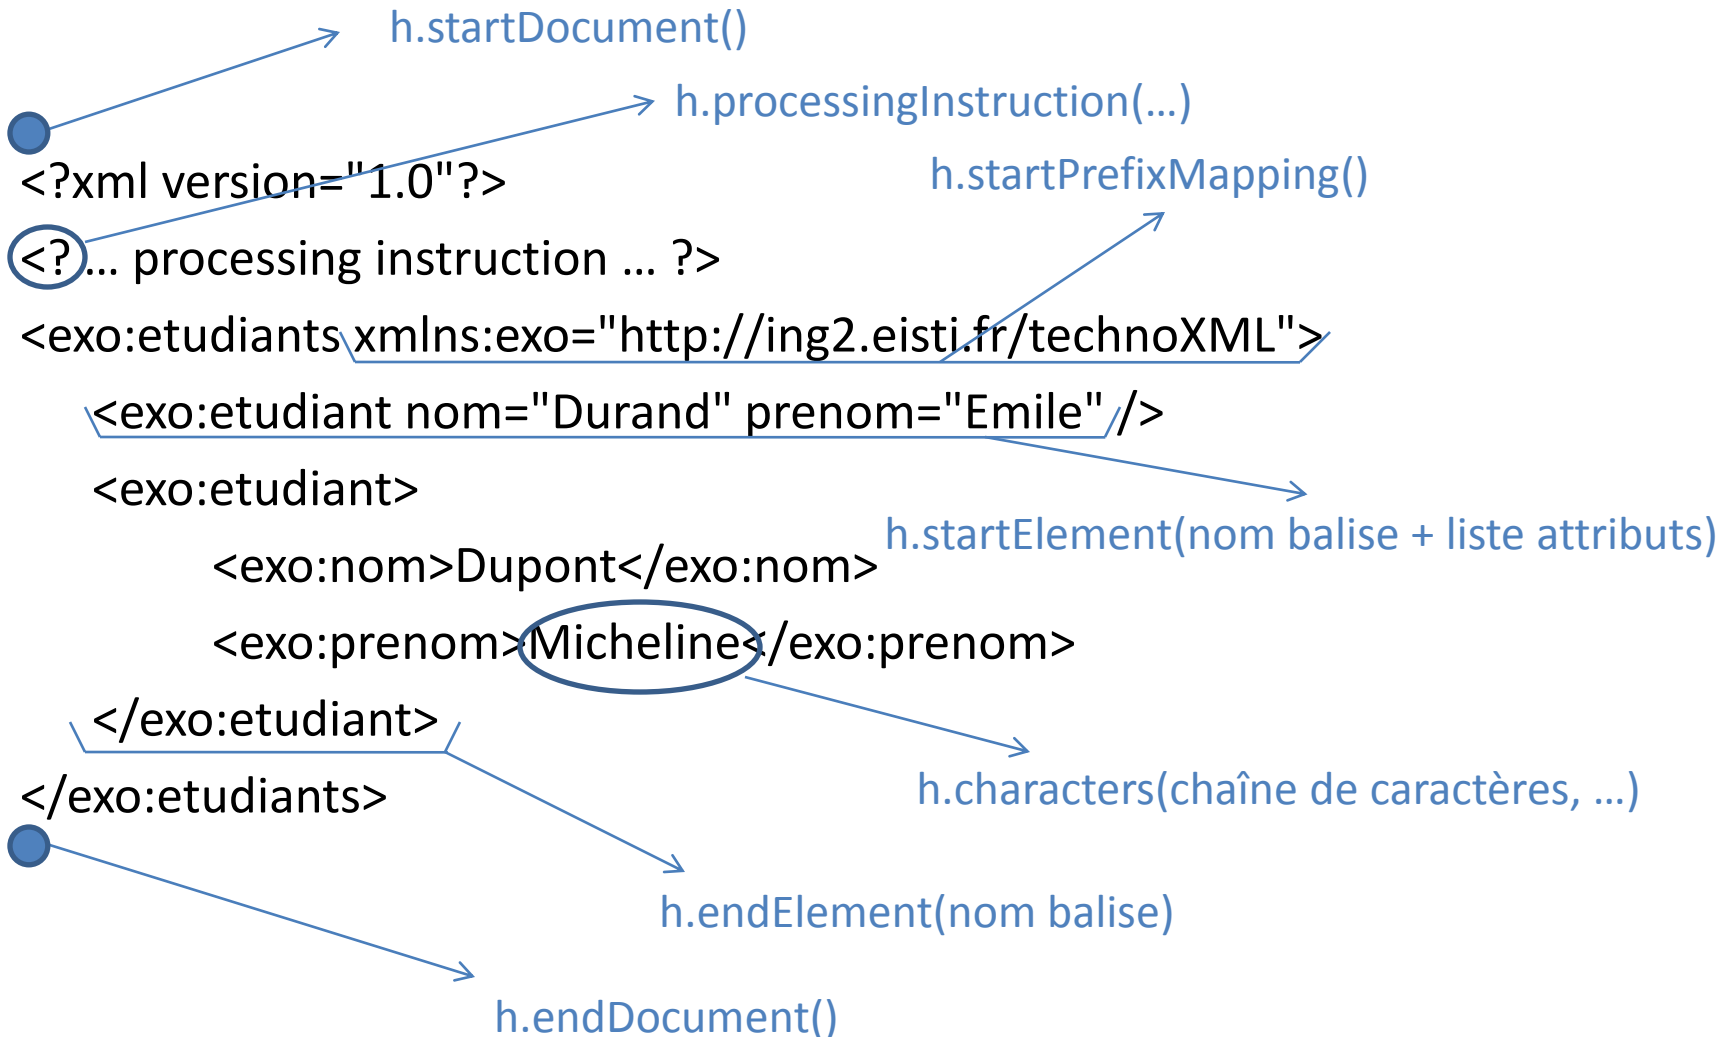 h.startDocument()
h.processingInstruction(…)
<?xml version="1.0"?>
h.startPrefixMapping()
<? … processing instruction … ?>
<exo:etudiants xmlns:exo="http://ing2.eisti.fr/technoXML">
<exo:etudiant nom="Durand" prenom="Emile" />
<exo:etudiant>
h.startElement(nom balise + liste attributs)
<exo:nom>Dupont</exo:nom>
<exo:prenom>Micheline</exo:prenom>
</exo:etudiant>
h.characters(chaîne de caractères, …)
</exo:etudiants>
h.endElement(nom balise)
h.endDocument()